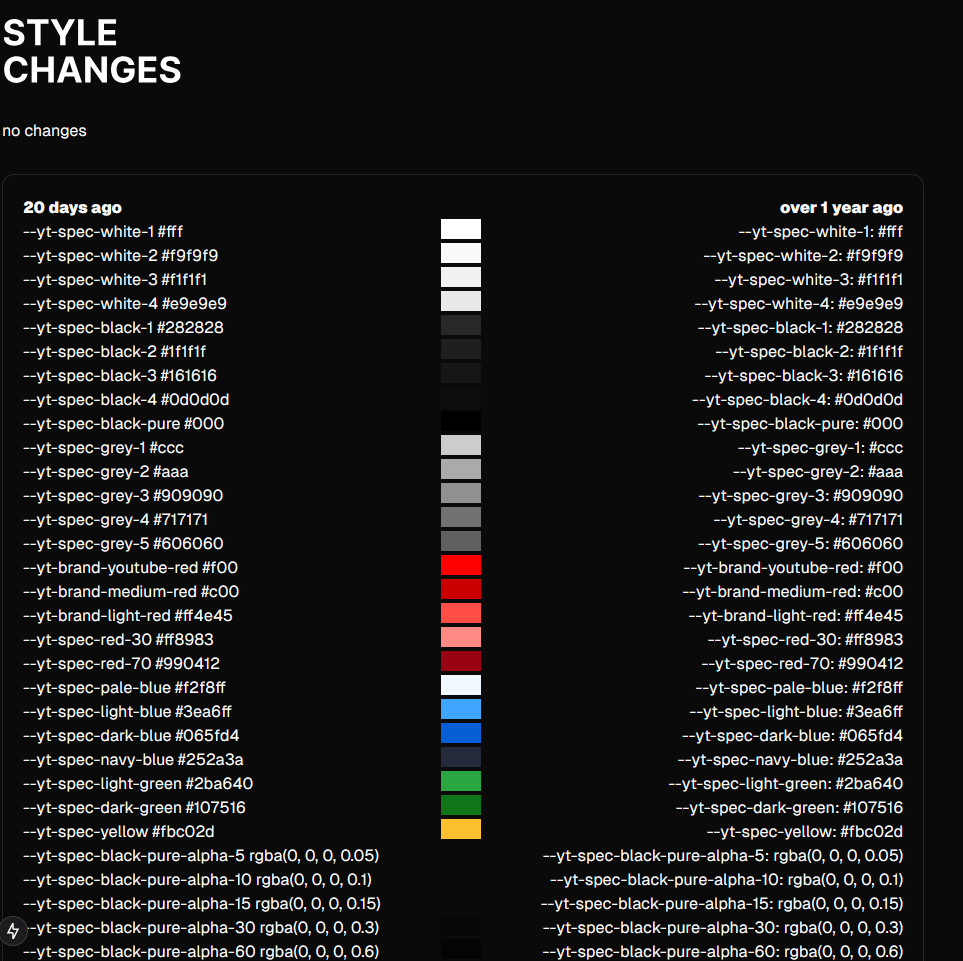 STYLE
CHANGES
no changes
20 days ago over 1 year ago
--yt-spec-white-1 #fff --yt-spec-white-1: #fff
--yt-spec-white-2 #f9f9f9 --yt-spec-white-2: #f9f9f9
--yt-spec-white-3 #f1f1f1 --yt-spec-white-3: #f1f1f1
--yt-spec-white-4 #e9e9e9 --yt-spec-white-4: #e9e9e9
--yt-spec-black-1 #282828 --yt-spec-black-1: #282828
--yt-spec-black-2 #1f1f1f --yt-spec-black-2: #1f1f1f
--yt-spec-black-3 #161616 --yt-spec-black-3: #161616
--yt-spec-black-4 #0d0d0d --yt-spec-black-4: #0d0d0d
--yt-spec-black-pure #000 --yt-spec-black-pure: #000
--yt-spec-grey-1 #ccc --yt-spec-grey-1: #ccc
--yt-spec-grey-2 #aaa --yt-spec-grey-2: #aaa
--yt-spec-grey-3 #909090 --yt-spec-grey-3: #909090
--yt-spec-grey-4 #717171 --yt-spec-grey-4: #717171
--yt-spec-grey-5 #606060 --yt-spec-grey-5: #606060
--yt-brand-youtube-red #f00 --yt-brand-youtube-red: #f00
--yt-brand-medium-red #c00 --yt-brand-medium-red: #c00
--yt-brand-light-red #ff4e45 --yt-brand-light-red: #ff4e45
--yt-spec-red-30 #ff8983 --yt-spec-red-30: #ff8983
--yt-spec-red-70 #990412 --yt-spec-red-70: #990412
--yt-spec-pale-blue #f2f8ff --yt-spec-pale-blue: #f2f8ff
--yt-spec-light-blue #3ea6ff --yt-spec-light-blue: #3ea6ff
--yt-spec-dark-blue #065fd4 --yt-spec-dark-blue: #065fd4
--yt-spec-navy-blue #252a3a --yt-spec-navy-blue: #252a3a
--yt-spec-light-green #2ba640 --yt-spec-light-green: #2ba640
--yt-spec-dark-green #107516 --yt-spec-dark-green: #107516
--yt-spec-yellow #fbc02d --yt-spec-yellow: #fbc02d
--yt-spec-black-pure-alpha-5 rgba(0, 0, 0, 0.05) --yt-spec-black-pure-alpha-5: rgba(0, 0, 0, 0.05)
--yt-spec-black-pure-alpha-10 rgba(0, 0, 0, 0.1) --yt-spec-black-pure-alpha-10: rgba(0, 0, 0, 0.1)
--yt-spec-black-pure-alpha-15 rgba(0, 0, 0, 0.15) --yt-spec-black-pure-alpha-15: rgba(0, 0, 0, 0.15)
--yt-spec-black-pure-alpha-30 rgba(0, 0, 0, 0.3) --yt-spec-black-pure-alpha-30: rgba(0, 0, 0, 0.3)
--yt-spec-black-pure-alpha-60 rgba(0, 0, 0, 0.6) --yt-spec-black-pure-alpha-60: rgba(0, 0, 0, 0.6)